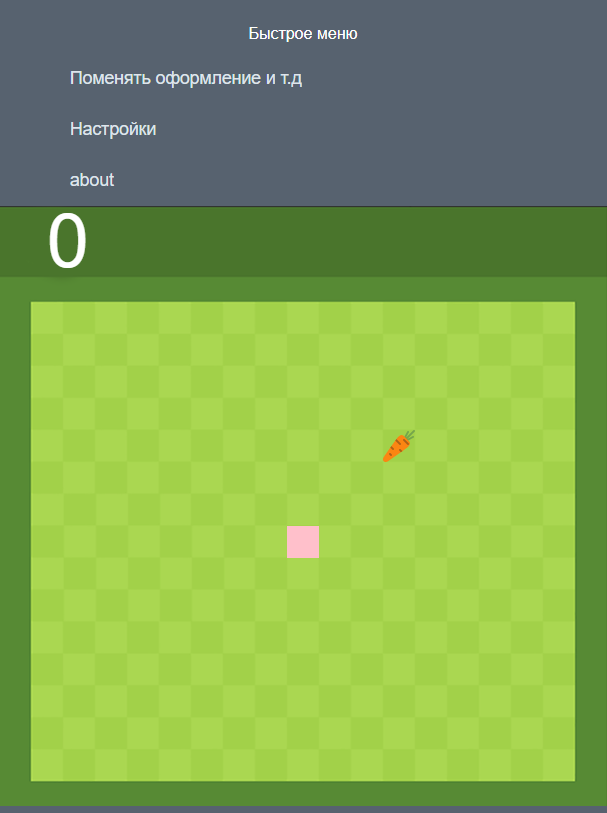 Быстрое меню
Поменять оформление и т.д
Настройки
about
0